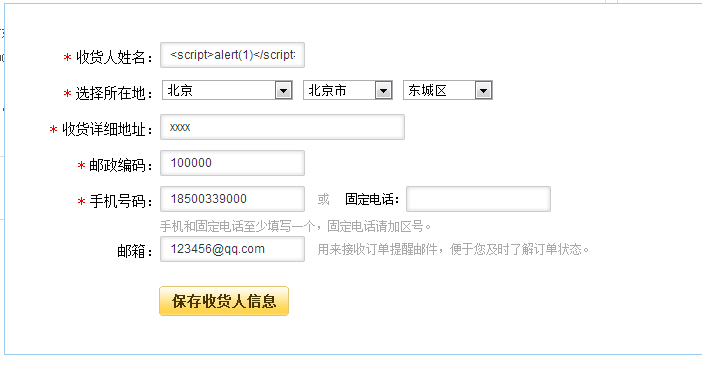 * 收货人姓名： <script>alert(1)</script
* 选择所在地： 北京 北京市 东城区
* 收货详细地址： xxxx
* 邮政编码： 100000
* 手机号码： 18500339000 或 固定电话：
手机和固定电话至少填写一个，固定电话请加区号。
邮箱： 123456@qq.com 用来接收订单提醒邮件，便于您及时了解订单状态。
保存收货人信息